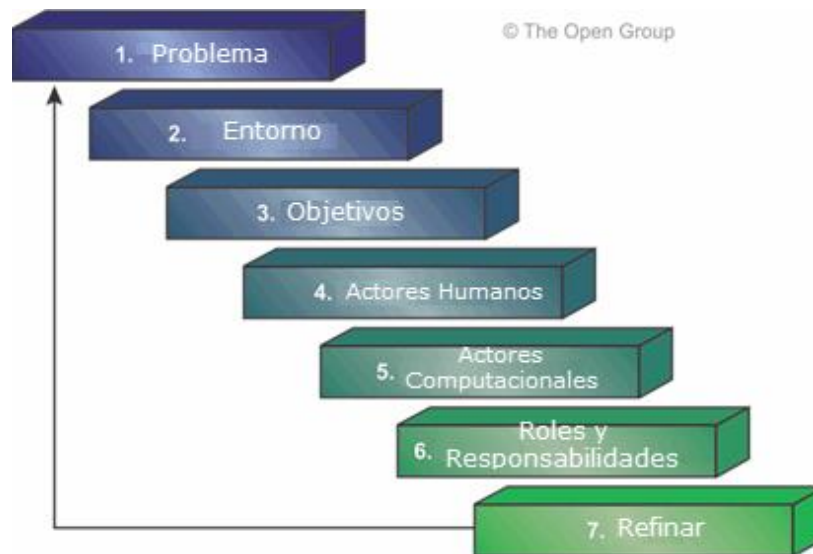 © The Open Group
1. Problema
2. Entorno
3. Objetivos
4. Actores Humanos
5. Actores
Computacionales
6. Roles y
Responsabilidades
7. Refinar